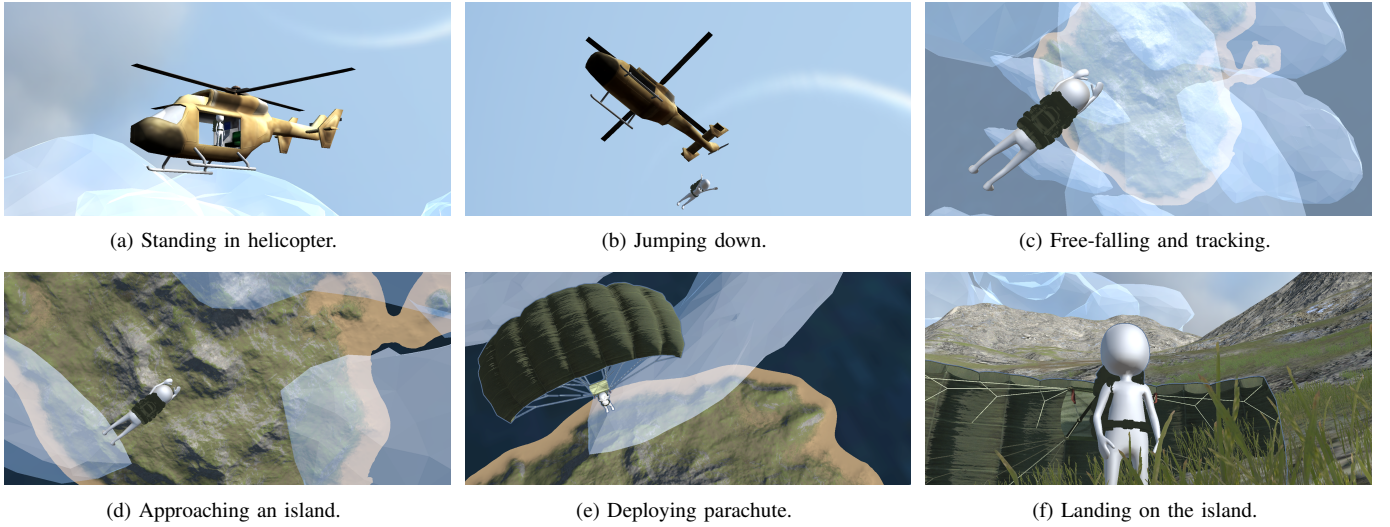 (a) Standing in helicopter.
(b) Jumping down.
(c) Free-falling and tracking.
(d) Approaching an island.
(e) Deploying parachute.
(f) Landing on the island.